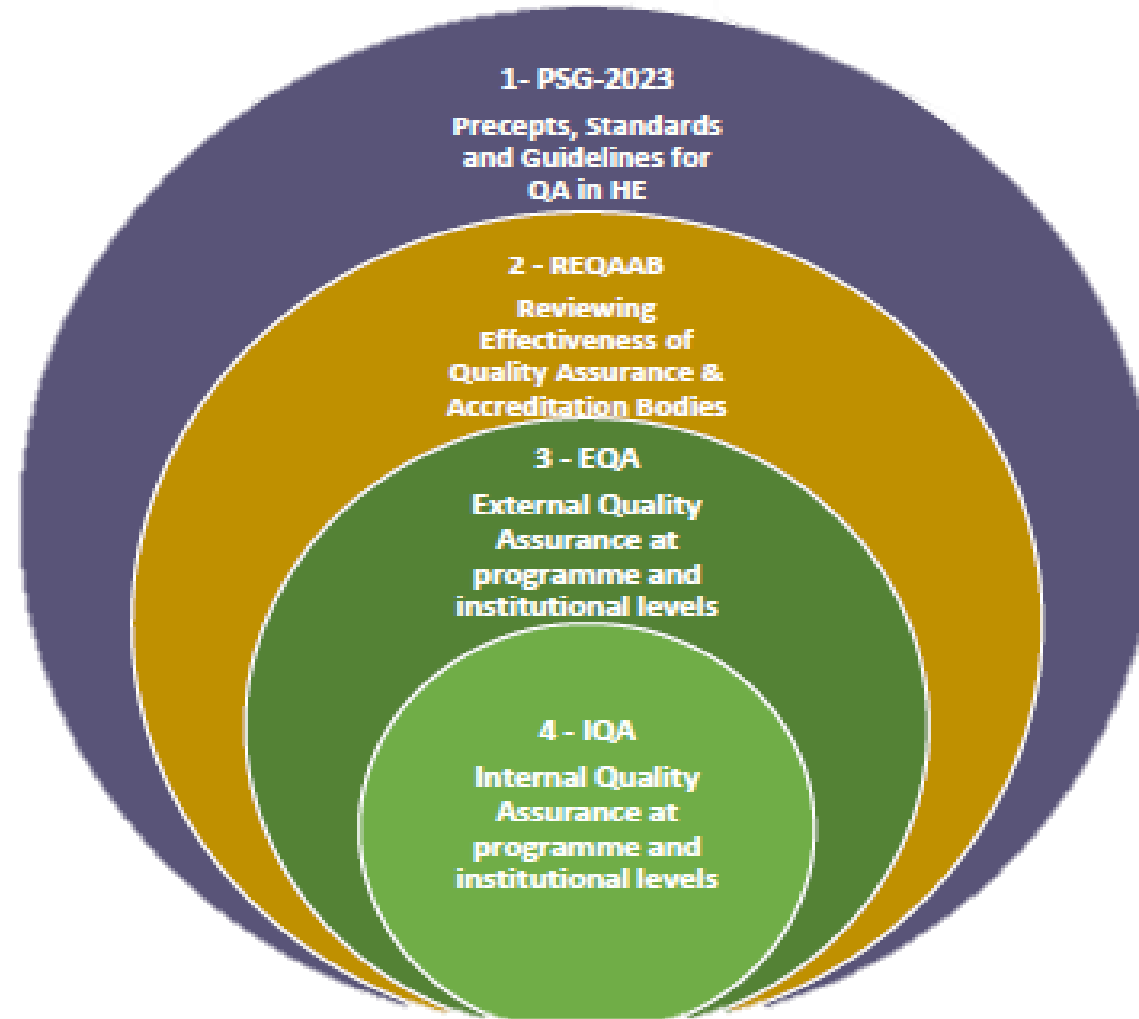 1- PSG-2023
Precepts, Standards
and Guidelines for
QA in HE
2 - REQAAB
Reviewing
Effectiveness of
Quality Assurance &
Accreditation Bodies
3 - EQA
External Quality
Assurance at
programme and
institutional levels
4 - IQA
Internal Quality
Assurance at
programme and
institutional levels